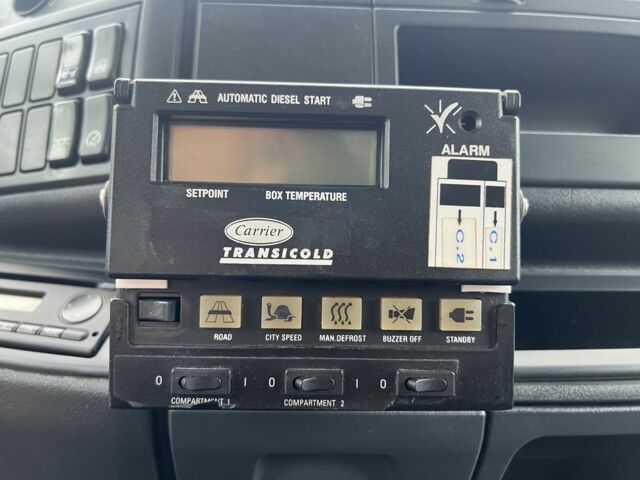 AUTOMATIC DIESEL START
ALARM
SETPOINT BOX TEMPERATURE
Carrier
TRANSICOLD
C.2 C.1
ROAD CITY SPEED MAN.DEFROST BUZZER OFF STANDBY
0 I 0 I 0
COMPARTMENT 1 COMPARTMENT 2